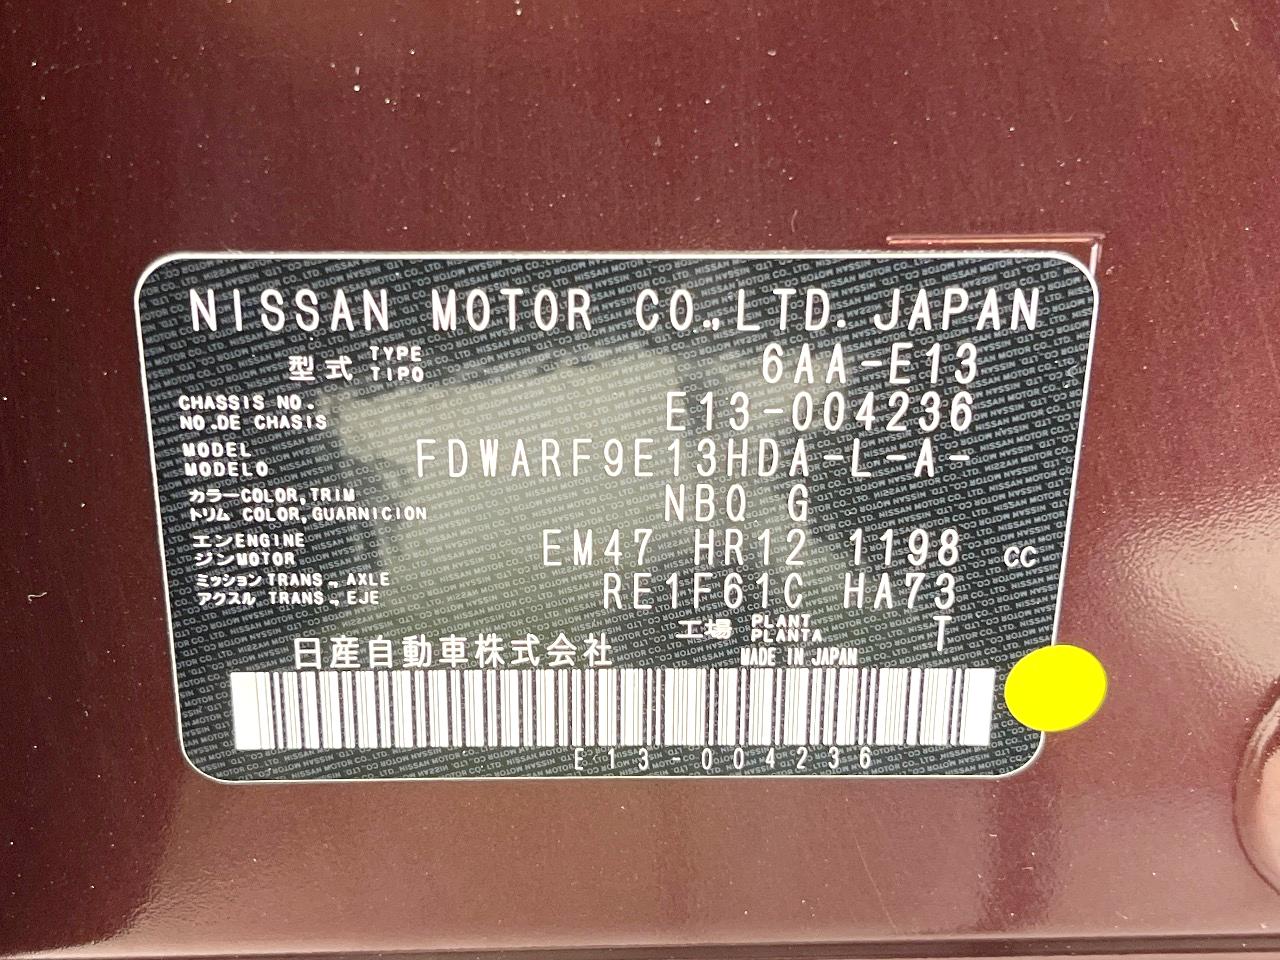 NISSAN MOTOR CO.,LTD. JAPAN
型式 TYPE TIPO 6AA-E13
CHASSIS NO. NO.DE CHASIS E13-004236
MODEL MODELO FDWARF9E13HDA-L-A-
カラー トリム COLOR,TRIM COLOR,GUARNICION NBQ G
エンジン ENGINE MOTOR EM47 HR12 1198 CC
ミッション アクスル TRANS., AXLE TRANS., EJE RE1F61C HA73
工場 PLANT PLANTA T
日産自動車株式会社 MADE IN JAPAN
E13-004236